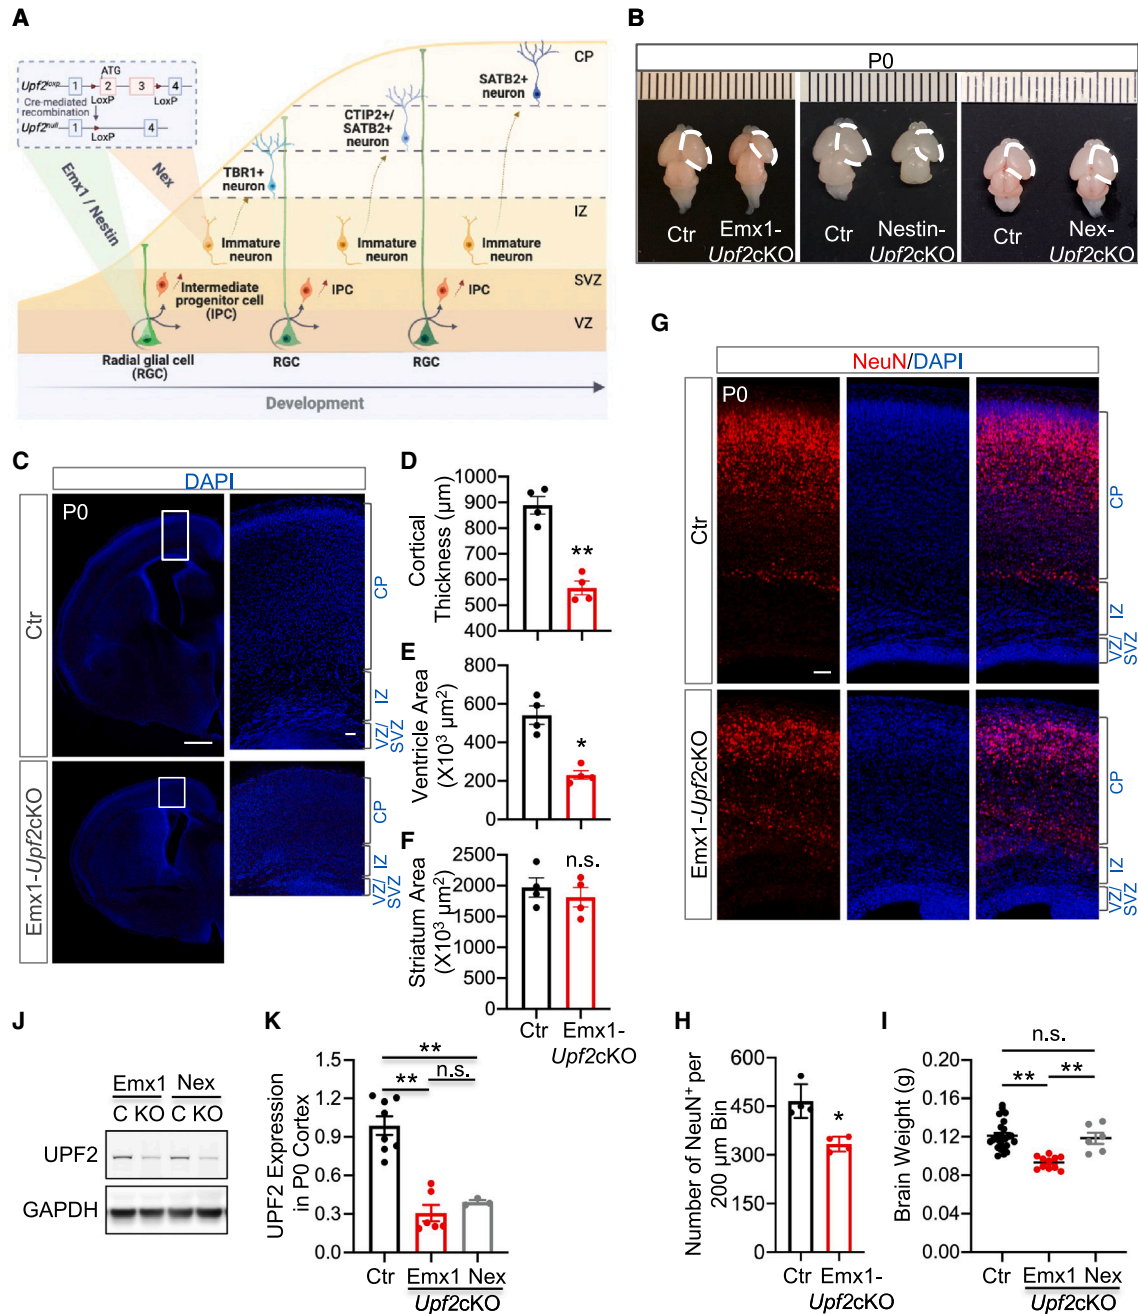 A
Upf2loxp
1
ATG
2
3
4
LoxP
LoxP
Cre-mediated
recombination
Upf2null
1
4
LoxP
Emx1 / Nestin
Nex
CP
SATB2+
neuron
CTIP2+/
SATB2+
neuron
TBR1+
neuron
IZ
Immature
neuron
Immature
neuron
Immature
neuron
SVZ
Intermediate
progenitor cell
(IPC)
IPC
IPC
VZ
Radial glial cell
(RGC)
RGC
RGC
Development
B
P0
Ctr
Emx1-
Upf2cKO
Ctr
Nestin-
Upf2cKO
Ctr
Nex-
Upf2cKO
C
DAPI
P0
Ctr
Emx1-Upf2cKO
CP
IZ
VZ/
SVZ
CP
IZ
VZ/
SVZ
D
Cortical
Thickness (μm)
1000
900
800
700
600
500
400
**
E
Ventricle Area
(X10³ μm²)
800
600
400
200
0
*
F
Striatum Area
(X10³ μm²)
2500
2000
1500
1000
500
0
n.s.
Ctr
Emx1-
Upf2cKO
G
NeuN/DAPI
P0
Ctr
Emx1-Upf2cKO
CP
IZ
VZ/
SVZ
CP
IZ
VZ/
SVZ
J
Emx1 Nex
C KO C KO
UPF2
GAPDH
K
UPF2 Expression
in P0 Cortex
1.5
1.2
0.9
0.6
0.3
0.0
**
**
n.s.
Ctr Emx1 Nex
Upf2cKO
H
Number of NeuN⁺ per
200 μm Bin
600
450
300
150
0
*
Ctr Emx1-
Upf2cKO
I
Brain Weight (g)
0.20
0.16
0.12
0.08
0.04
0.00
n.s.
**
**
Ctr Emx1 Nex
Upf2cKO